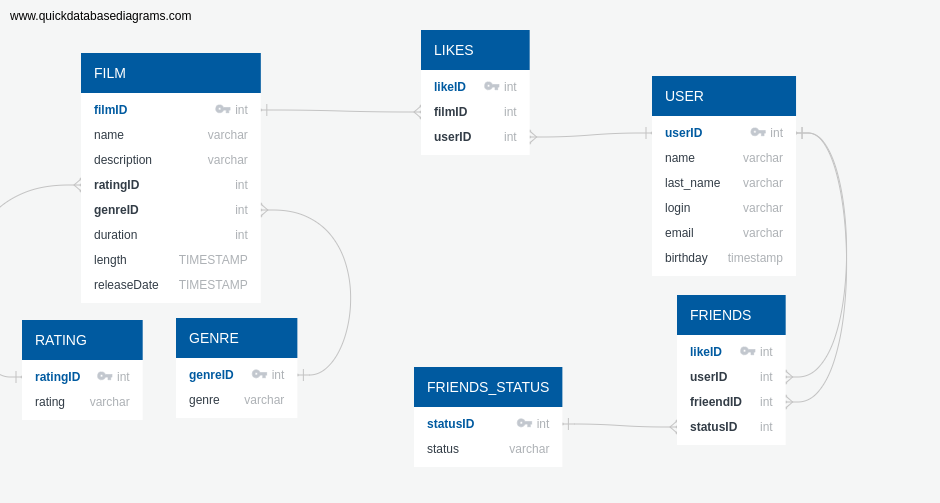 www.quickdatabasediagrams.com
FILM
filmID int
name varchar
description varchar
ratingID int
genreID int
duration int
length TIMESTAMP
releaseDate TIMESTAMP
LIKES
likeID int
filmID int
userID int
USER
userID int
name varchar
last_name varchar
login varchar
email varchar
birthday timestamp
RATING
ratingID int
rating varchar
GENRE
genreID int
genre varchar
FRIENDS_STATUS
statusID int
status varchar
FRIENDS
likeID int
userID int
frieendID int
statusID int